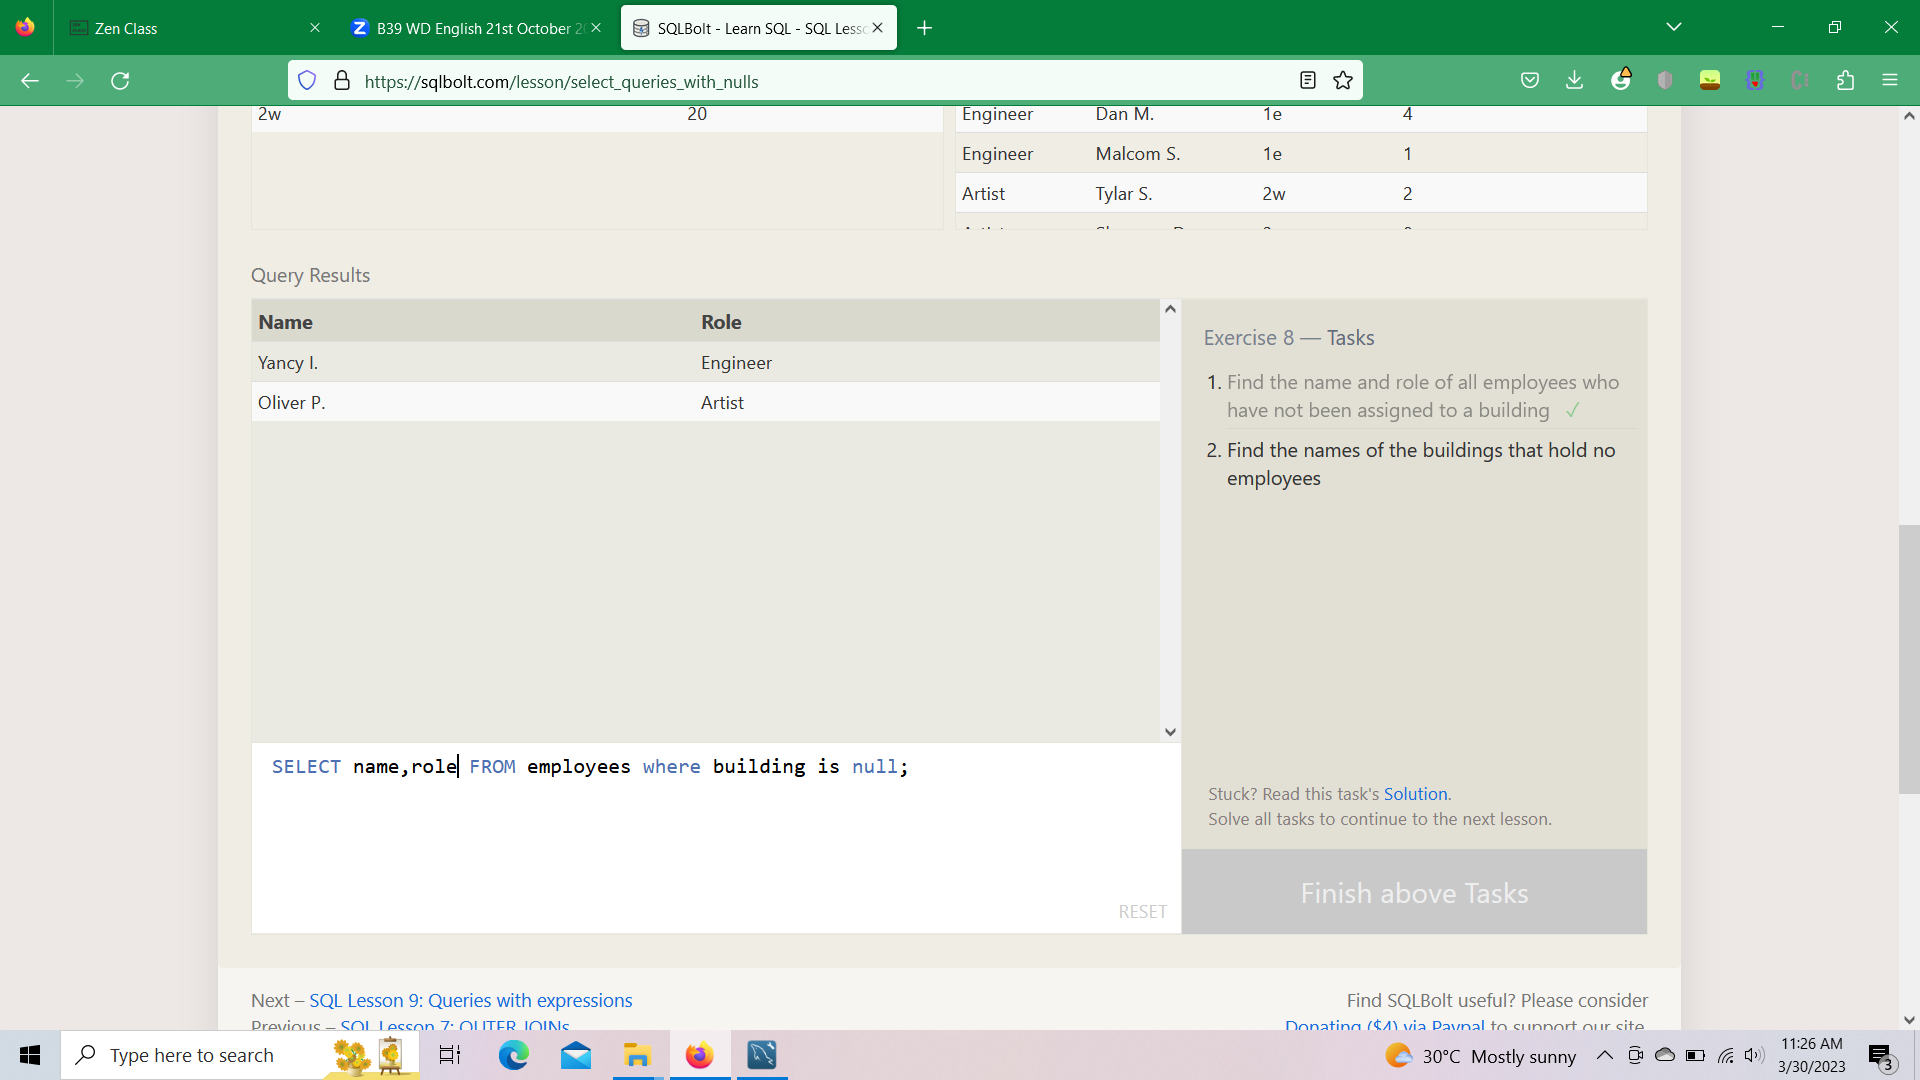 Zen Class
B39 WD English 21st October 20
SQLBolt - Learn SQL - SQL Lesso
https://sqlbolt.com/lesson/select_queries_with_nulls
2w 20
Engineer Dan M. 1e 4
Engineer Malcom S. 1e 1
Artist Tylar S. 2w 2
Query Results
Name Role
Yancy I. Engineer
Oliver P. Artist
Exercise 8 — Tasks
1. Find the name and role of all employees who
have not been assigned to a building ✓
2. Find the names of the buildings that hold no
employees
SELECT name,role FROM employees where building is null;
RESET
Stuck? Read this task's Solution.
Solve all tasks to continue to the next lesson.
Finish above Tasks
Next – SQL Lesson 9: Queries with expressions
Previous – SQL Lesson 7: OUTER JOINs
Find SQLBolt useful? Please consider
Donating ($4) via Paypal to support our site.
Type here to search
30°C Mostly sunny
11:26 AM
3/30/2023
3